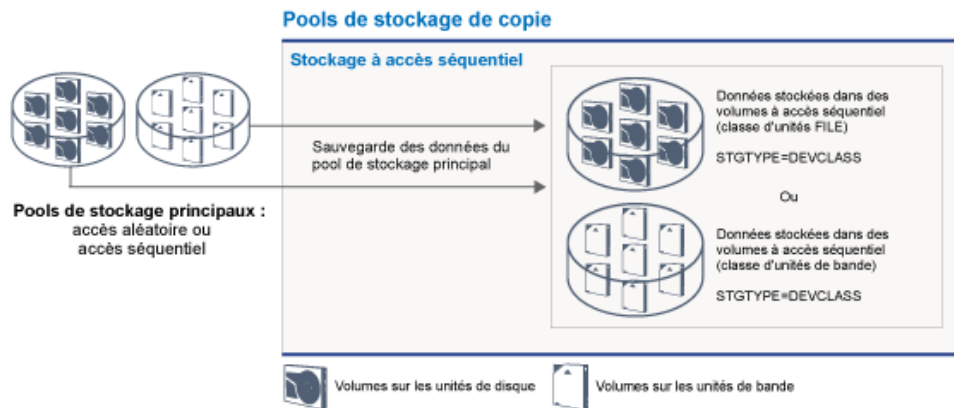 Pools de stockage de copie
Stockage à accès séquentiel
Données stockées dans des
volumes à accès séquentiel
(classe d'unités FILE)
STGTYPE=DEVCLASS
Sauvegarde des données du
pool de stockage principal
Ou
Pools de stockage principaux :
accès aléatoire ou
accès séquentiel
Données stockées dans des
volumes à accès séquentiel
(classe d'unités de bande)
STGTYPE=DEVCLASS
Volumes sur les unités de disque
Volumes sur les unités de bande